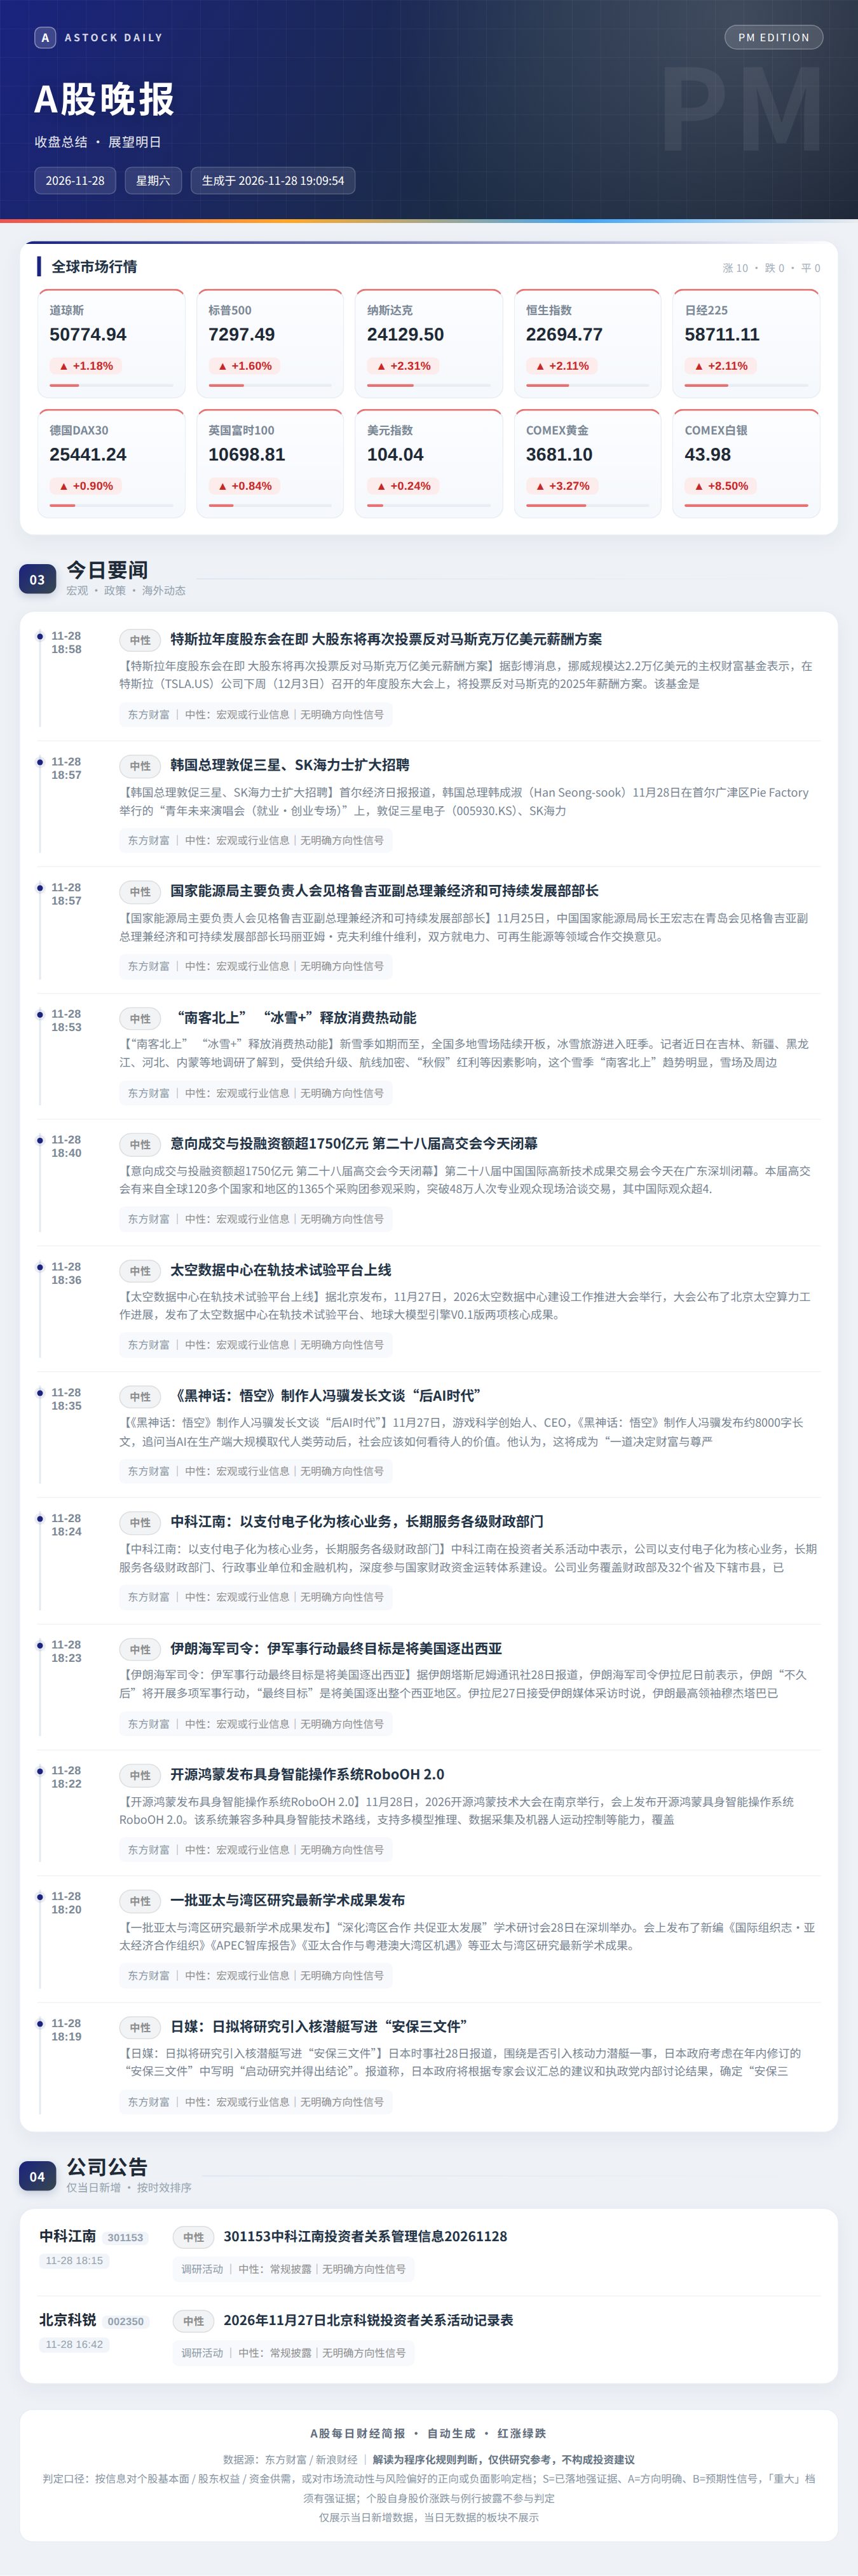 A ASTOCK DAILY
PM EDITION
PM
A股晚报
收盘总结 · 展望明日
2026-11-28 星期六 生成于 2026-11-28 19:09:54
全球市场行情
涨 10 · 跌 0 · 平 0
道琼斯 标普500 纳斯达克 恒生指数 日经225
50774.94 7297.49 24129.50 22694.77 58711.11
▲ +1.18% ▲ +1.60% ▲ +2.31% ▲ +2.11% ▲ +2.11%
德国DAX30 英国富时100 美元指数 COMEX黄金 COMEX白银
25441.24 10698.81 104.04 3681.10 43.98
▲ +0.90% ▲ +0.84% ▲ +0.24% ▲ +3.27% ▲ +8.50%
03 今日要闻
宏观 · 政策 · 海外动态
11-28
18:58
中性 特斯拉年度股东会在即 大股东将再次投票反对马斯克万亿美元薪酬方案
【特斯拉年度股东会在即 大股东将再次投票反对马斯克万亿美元薪酬方案】据彭博消息，挪威规模达2.2万亿美元的主权财富基金表示，在
特斯拉（TSLA.US）公司下周（12月3日）召开的年度股东大会上，将投票反对马斯克的2025年薪酬方案。该基金是
东方财富｜中性：宏观或行业信息｜无明确方向性信号
11-28
18:57
中性 韩国总理敦促三星、SK海力士扩大招聘
【韩国总理敦促三星、SK海力士扩大招聘】首尔经济日报报道，韩国总理韩成淑（Han Seong-sook）11月28日在首尔广津区Pie Factory
举行的“青年未来演唱会（就业·创业专场）”上，敦促三星电子（005930.KS）、SK海力
东方财富｜中性：宏观或行业信息｜无明确方向性信号
11-28
18:57
中性 国家能源局主要负责人会见格鲁吉亚副总理兼经济和可持续发展部部长
【国家能源局主要负责人会见格鲁吉亚副总理兼经济和可持续发展部部长】11月25日，中国国家能源局局长王宏志在青岛会见格鲁吉亚副
总理兼经济和可持续发展部部长玛丽亚姆·克夫利维什维利，双方就电力、可再生能源等领域合作交换意见。
东方财富｜中性：宏观或行业信息｜无明确方向性信号
11-28
18:53
中性 “南客北上” “冰雪+”释放消费热动能
【“南客北上” “冰雪+”释放消费热动能】新雪季如期而至，全国多地雪场陆续开板，冰雪旅游进入旺季。记者近日在吉林、新疆、黑龙
江、河北、内蒙等地调研了解到，受供给升级、航线加密、“秋假”红利等因素影响，这个雪季“南客北上”趋势明显，雪场及周边
东方财富｜中性：宏观或行业信息｜无明确方向性信号
11-28
18:40
中性 意向成交与投融资额超1750亿元 第二十八届高交会今天闭幕
【意向成交与投融资额超1750亿元 第二十八届高交会今天闭幕】第二十八届中国国际高新技术成果交易会今天在广东深圳闭幕。本届高交
会有来自全球120多个国家和地区的1365个采购团参观采购，突破48万人次专业观众现场洽谈交易，其中国际观众超4.
东方财富｜中性：宏观或行业信息｜无明确方向性信号
11-28
18:36
中性 太空数据中心在轨技术试验平台上线
【太空数据中心在轨技术试验平台上线】据北京发布，11月27日，2026太空数据中心建设工作推进大会举行，大会公布了北京太空算力工
作进展，发布了太空数据中心在轨技术试验平台、地球大模型引擎V0.1版两项核心成果。
东方财富｜中性：宏观或行业信息｜无明确方向性信号
11-28
18:35
中性 《黑神话：悟空》制作人冯骥发长文谈“后AI时代”
【《黑神话：悟空》制作人冯骥发长文谈“后AI时代”】11月27日，游戏科学创始人、CEO，《黑神话：悟空》制作人冯骥发布约8000字长
文，追问当AI在生产端大规模取代人类劳动后，社会应该如何看待人的价值。他认为，这将成为“一道决定财富与尊严
东方财富｜中性：宏观或行业信息｜无明确方向性信号
11-28
18:24
中性 中科江南：以支付电子化为核心业务，长期服务各级财政部门
【中科江南：以支付电子化为核心业务，长期服务各级财政部门】中科江南在投资者关系活动中表示，公司以支付电子化为核心业务，长期
服务各级财政部门、行政事业单位和金融机构，深度参与国家财政资金运转体系建设。公司业务覆盖财政部及32个省及下辖市县，已
东方财富｜中性：宏观或行业信息｜无明确方向性信号
11-28
18:23
中性 伊朗海军司令：伊军事行动最终目标是将美国逐出西亚
【伊朗海军司令：伊军事行动最终目标是将美国逐出西亚】据伊朗塔斯尼姆通讯社28日报道，伊朗海军司令伊拉尼日前表示，伊朗“不久
后”将开展多项军事行动，“最终目标”是将美国逐出整个西亚地区。伊拉尼27日接受伊朗媒体采访时说，伊朗最高领袖穆杰塔巴已
东方财富｜中性：宏观或行业信息｜无明确方向性信号
11-28
18:22
中性 开源鸿蒙发布具身智能操作系统RoboOH 2.0
【开源鸿蒙发布具身智能操作系统RoboOH 2.0】11月28日，2026开源鸿蒙技术大会在南京举行，会上发布开源鸿蒙具身智能操作系统
RoboOH 2.0。该系统兼容多种具身智能技术路线，支持多模型推理、数据采集及机器人运动控制等能力，覆盖
东方财富｜中性：宏观或行业信息｜无明确方向性信号
11-28
18:20
中性 一批亚太与湾区研究最新学术成果发布
【一批亚太与湾区研究最新学术成果发布】“深化湾区合作 共促亚太发展”学术研讨会28日在深圳举办。会上发布了新编《国际组织志·亚
太经济合作组织》《APEC智库报告》《亚太合作与粤港澳大湾区机遇》等亚太与湾区研究最新学术成果。
东方财富｜中性：宏观或行业信息｜无明确方向性信号
11-28
18:19
中性 日媒：日拟将研究引入核潜艇写进“安保三文件”
【日媒：日拟将研究引入核潜艇写进“安保三文件”】日本时事社28日报道，围绕是否引入核动力潜艇一事，日本政府考虑在年内修订的
“安保三文件”中写明“启动研究并得出结论”。报道称，日本政府将根据专家会议汇总的建议和执政党内部讨论结果，确定“安保三
东方财富｜中性：宏观或行业信息｜无明确方向性信号
04 公司公告
仅当日新增 · 按时效排序
中科江南 301153 中性 301153中科江南投资者关系管理信息20261128
11-28 18:15
调研活动｜中性：常规披露｜无明确方向性信号
北京科锐 002350 中性 2026年11月27日北京科锐投资者关系活动记录表
11-28 16:42
调研活动｜中性：常规披露｜无明确方向性信号
A股每日财经简报 · 自动生成 · 红涨绿跌
数据源：东方财富 / 新浪财经 ｜ 解读为程序化规则判断，仅供研究参考，不构成投资建议
判定口径：按信息对个股基本面 / 股东权益 / 资金供需，或对市场流动性与风险偏好的正向或负面影响定档；S=已落地强证据、A=方向明确、B=预期性信号，「重大」档
须有强证据；个股自身股价涨跌与例行披露不参与判定
仅展示当日新增数据，当日无数据的板块不展示